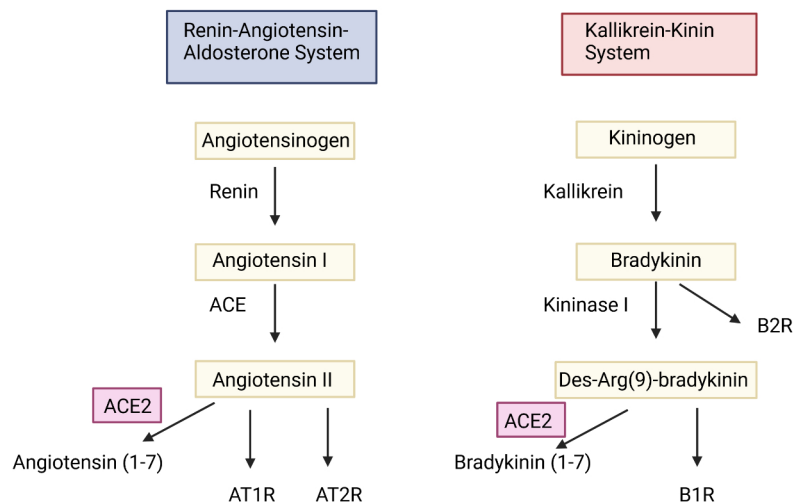 Renin-Angiotensin-
Aldosterone System
Kallikrein-Kinin
System
Angiotensinogen
Renin
Angiotensin I
ACE
Angiotensin II
ACE2
Angiotensin (1-7)
AT1R
AT2R
Kininogen
Kallikrein
Bradykinin
Kininase I
B2R
Des-Arg(9)-bradykinin
ACE2
Bradykinin (1-7)
B1R